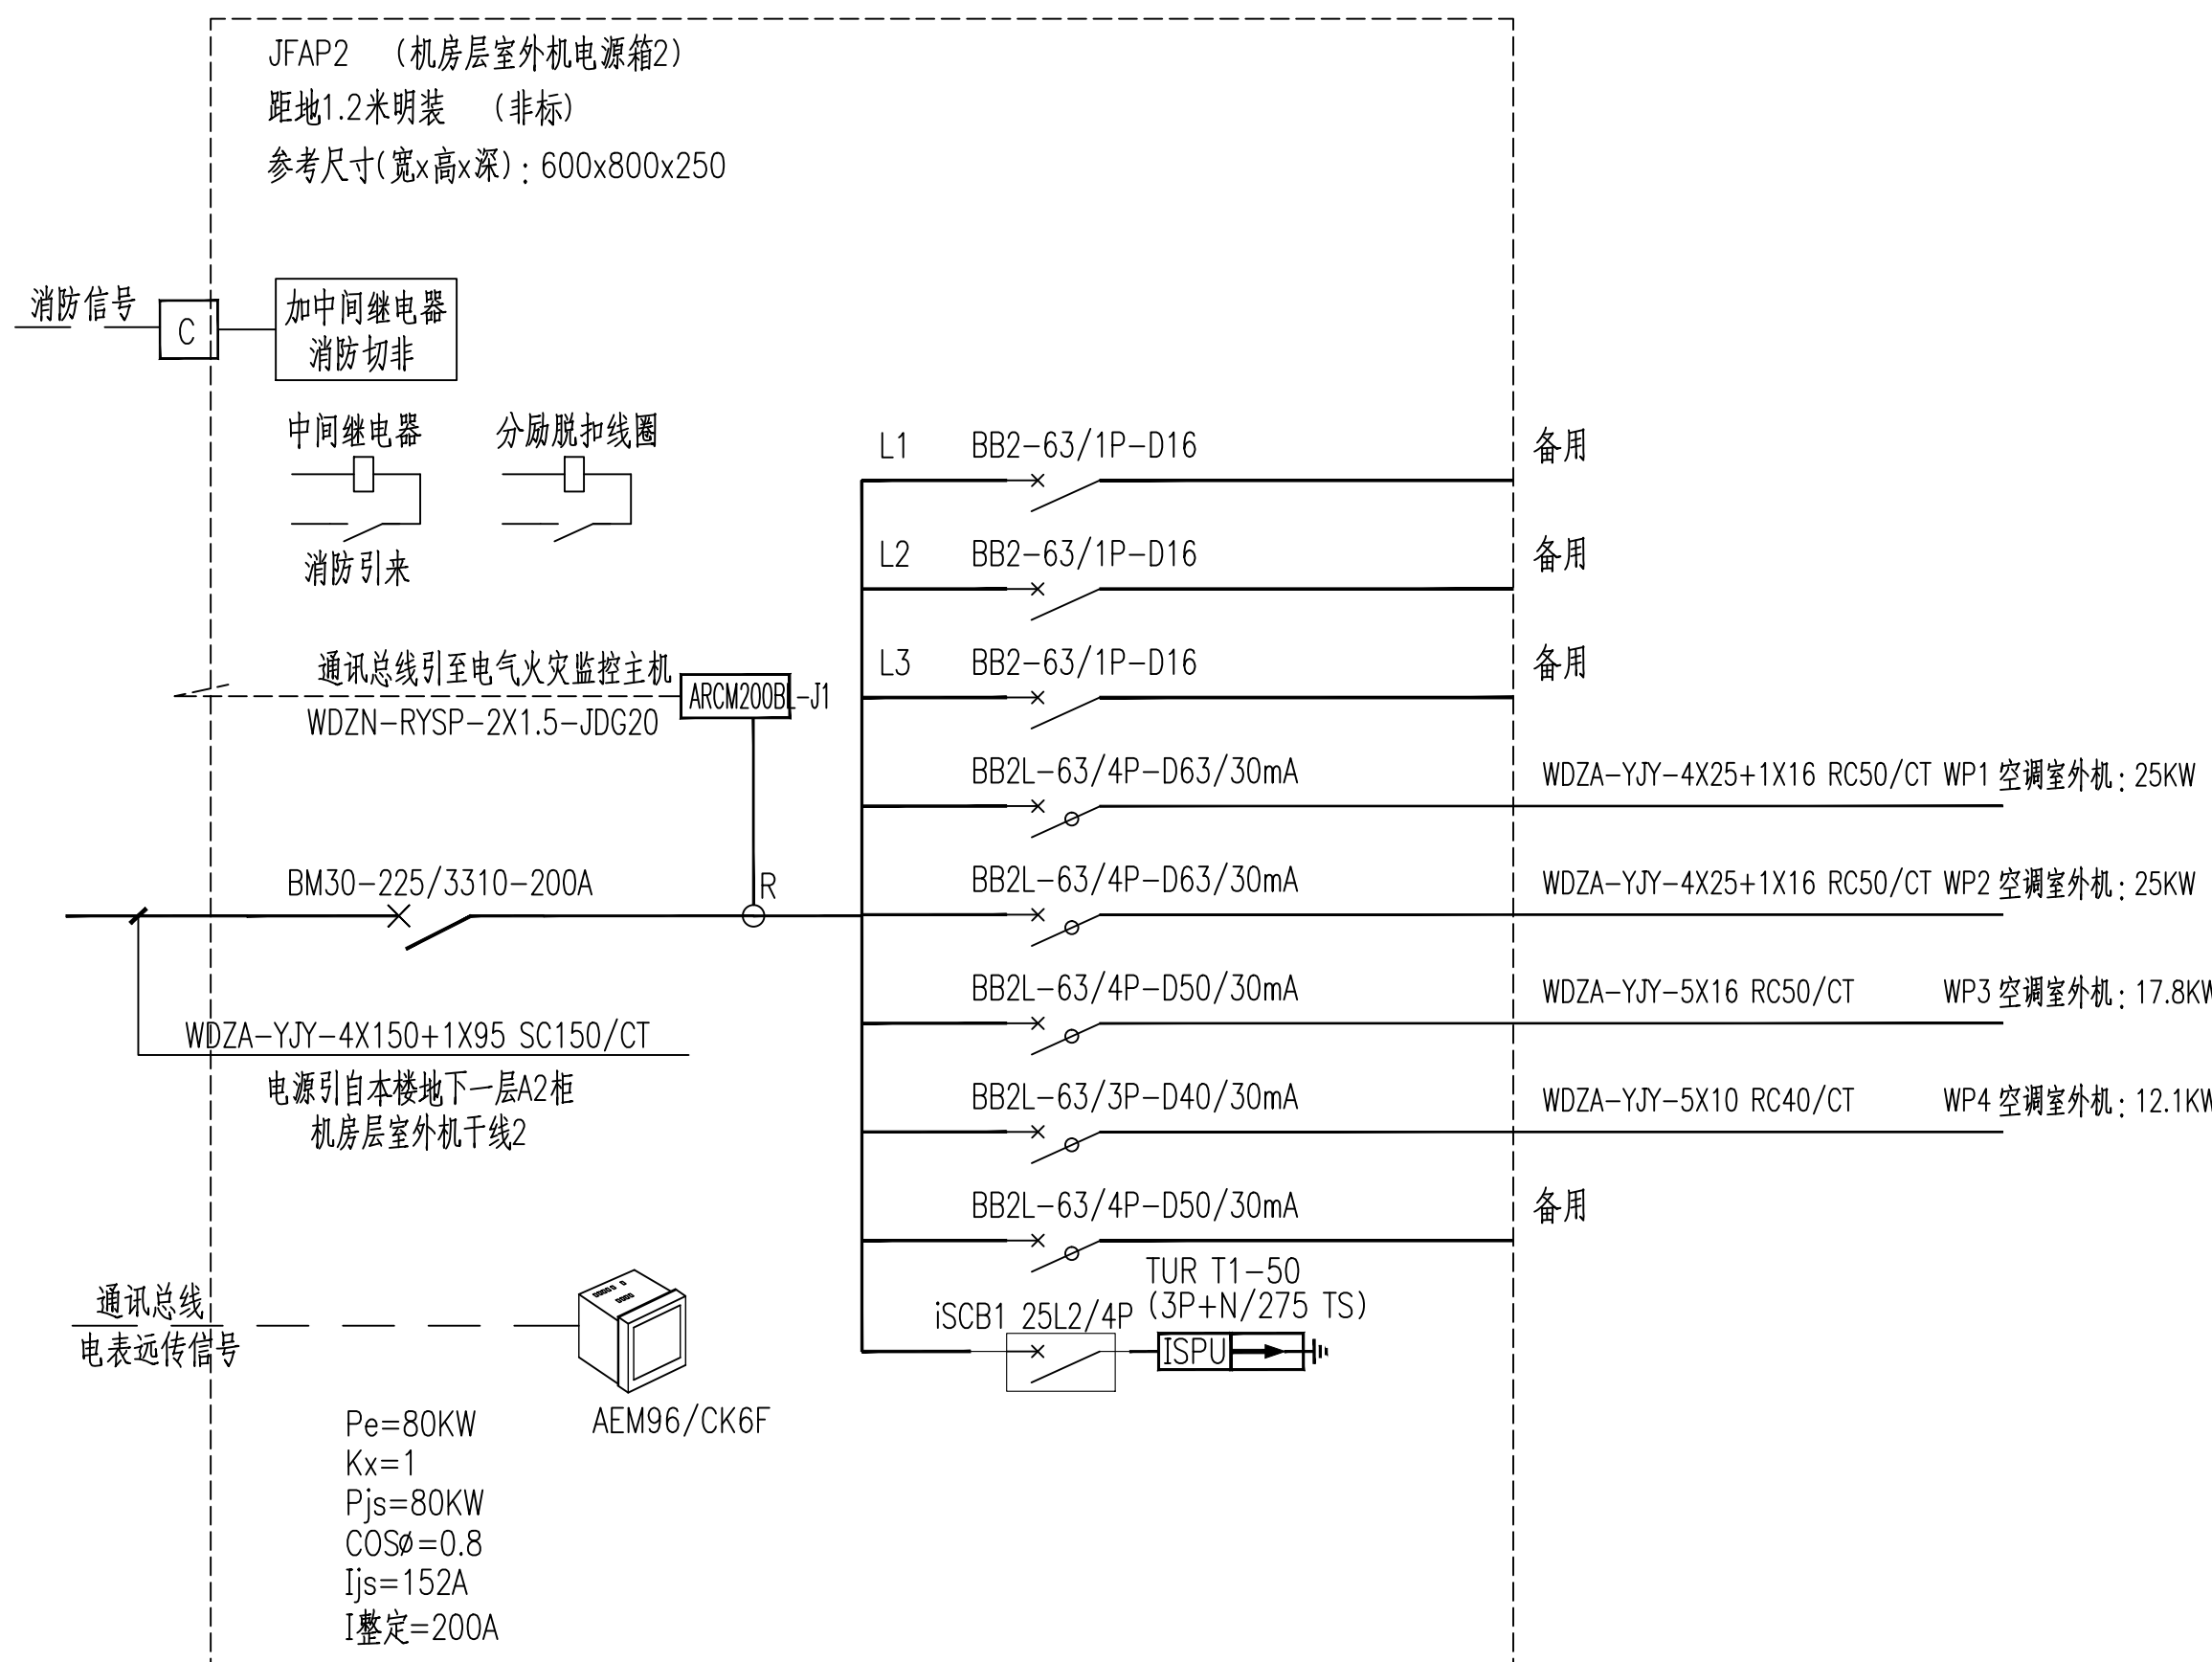 JFAP2 （机房层室外机电源箱2）
距地1.2米明装 （非标）
参考尺寸(宽x高x深)：600x800x250
消防信号
C
加中间继电器
消防切非
中间继电器
分励脱扣线圈
消防引来
L1 BB2-63/1P-D16 备用
L2 BB2-63/1P-D16 备用
L3 BB2-63/1P-D16 备用
通讯总线引至电气火灾监控主机
ARCM200BL-J1
WDZN-RYSP-2X1.5-JDG20
BB2L-63/4P-D63/30mA WDZA-YJY-4X25+1X16 RC50/CT WP1 空调室外机：25KW
BM30-225/3310-200A
R
BB2L-63/4P-D63/30mA WDZA-YJY-4X25+1X16 RC50/CT WP2 空调室外机：25KW
BB2L-63/4P-D50/30mA WDZA-YJY-5X16 RC50/CT WP3 空调室外机：17.8KW
WDZA-YJY-4X150+1X95 SC150/CT
电源引自本楼地下一层A2柜
机房层室外机干线2
BB2L-63/3P-D40/30mA WDZA-YJY-5X10 RC40/CT WP4 空调室外机：12.1KW
BB2L-63/4P-D50/30mA 备用
TUR T1-50
(3P+N/275 TS)
iSCB1 25L2/4P
ISPU
通讯总线
电表远传信号
AEM96/CK6F
Pe=80KW
Kx=1
Pjs=80KW
COSø=0.8
Ijs=152A
I整定=200A